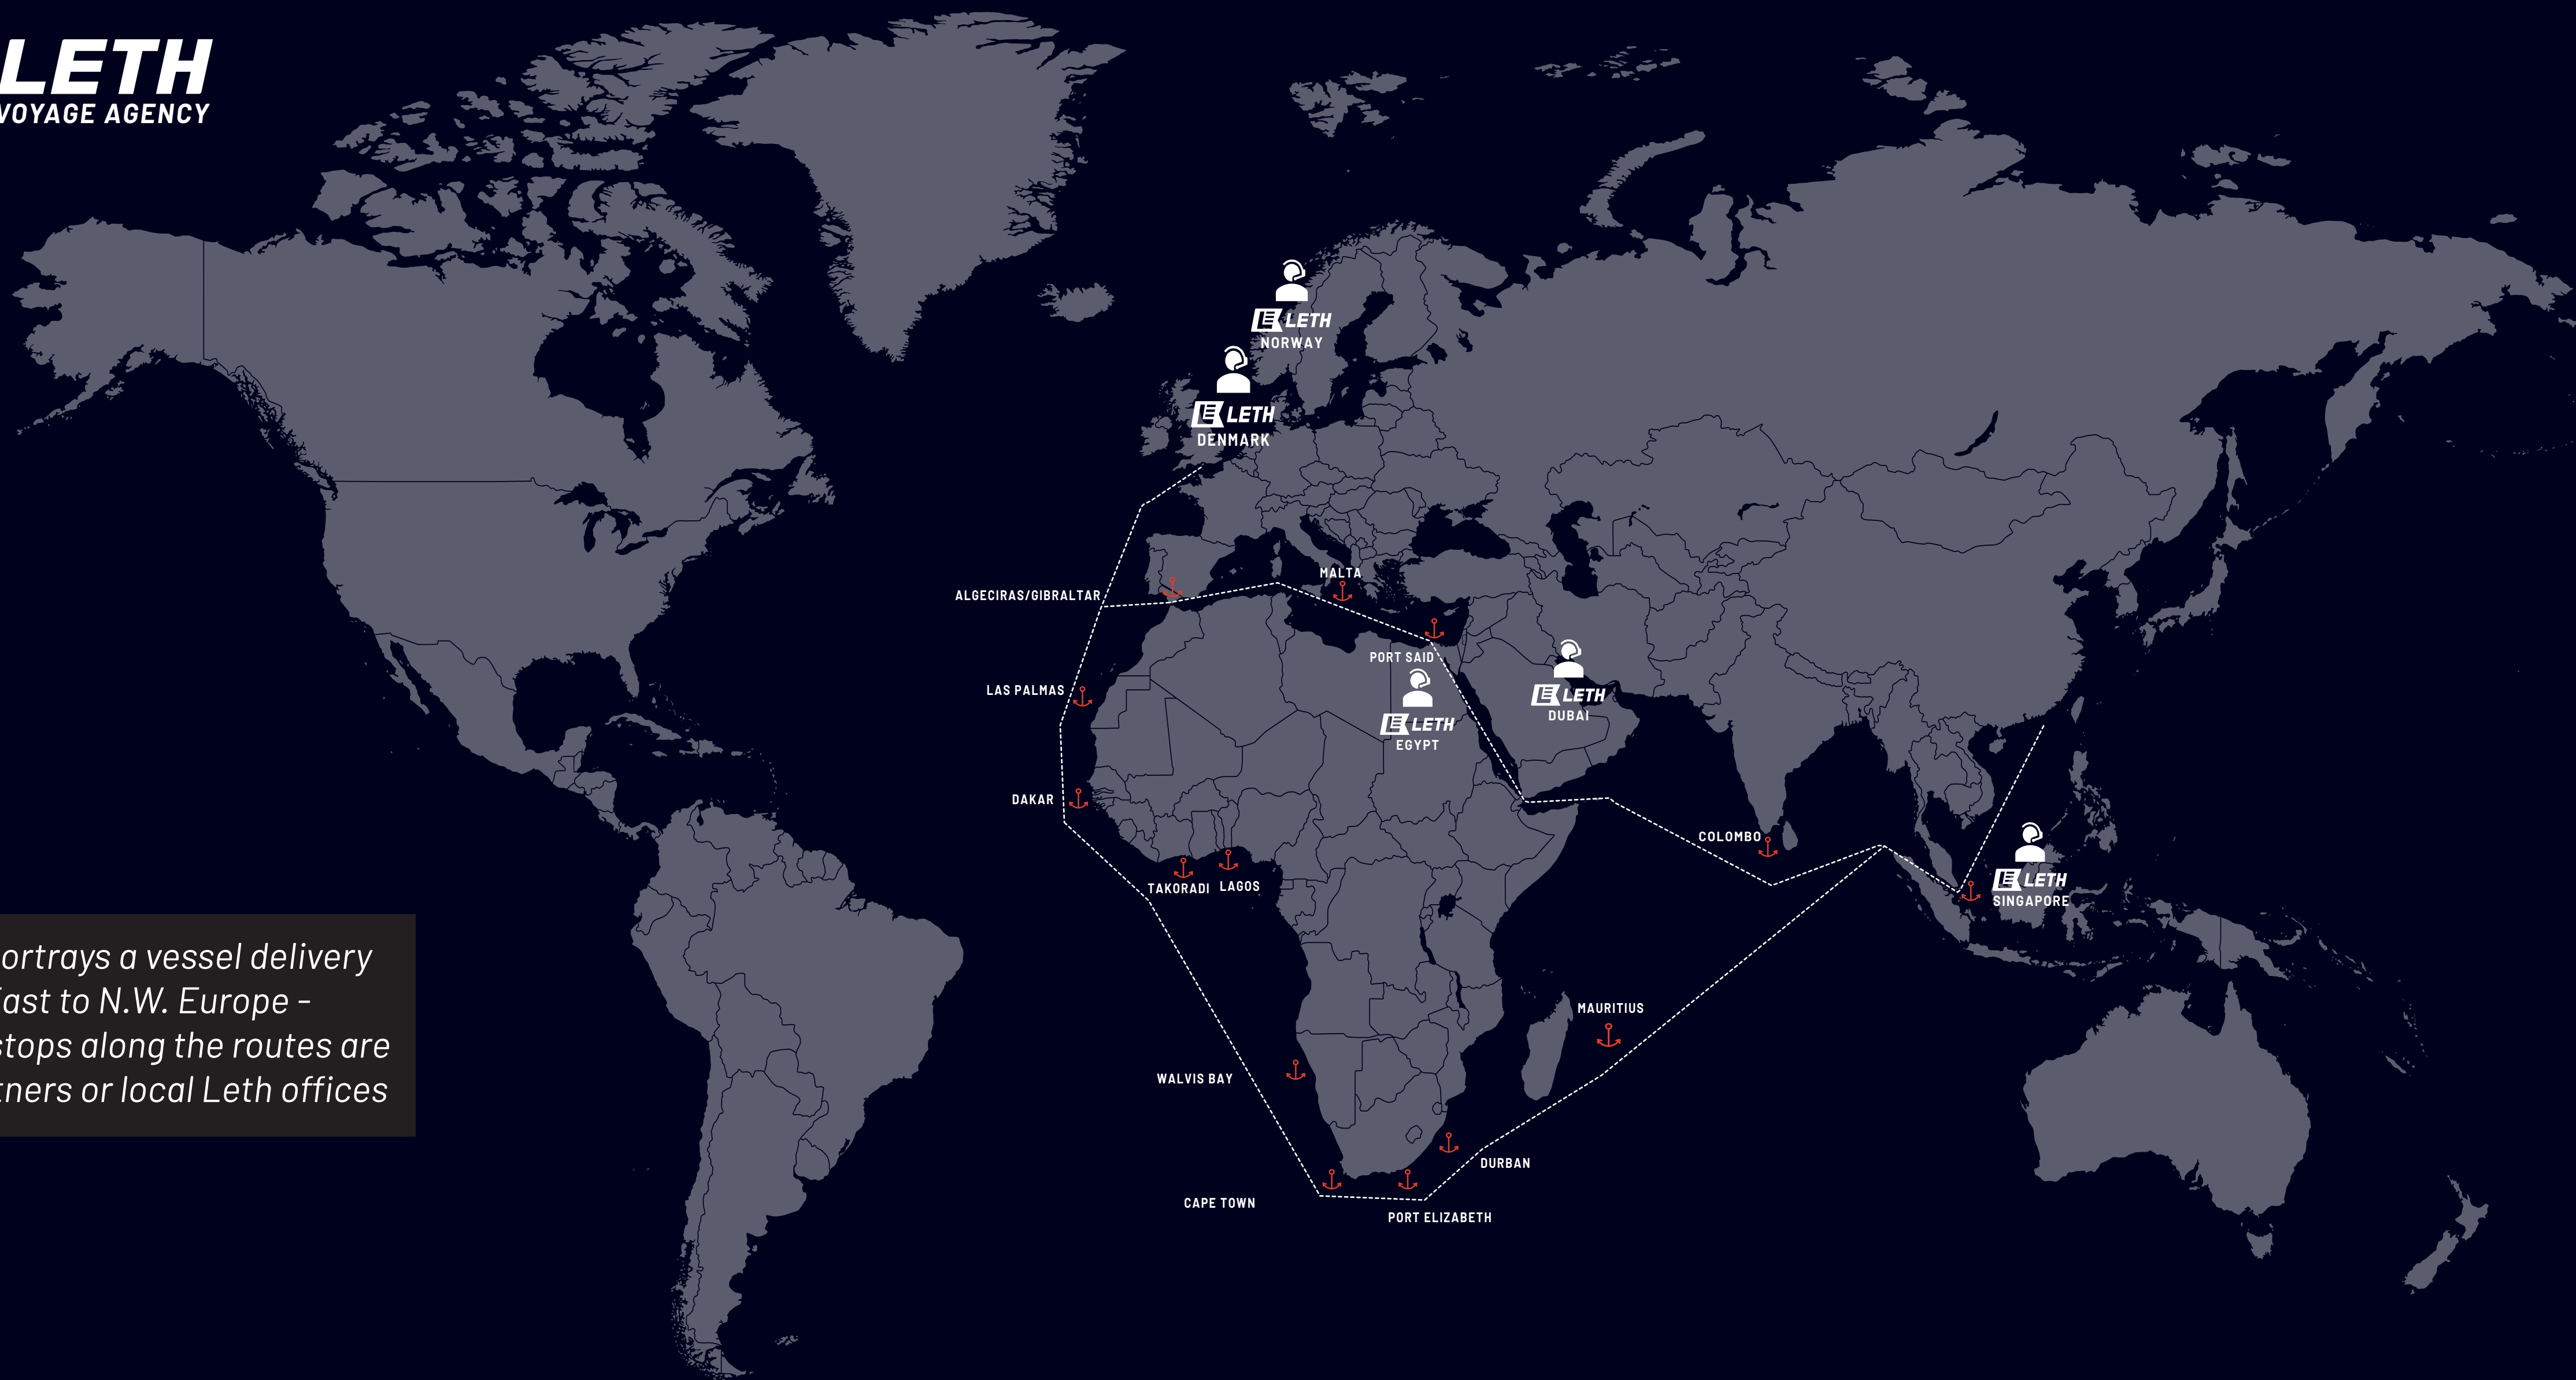 LETH
VOYAGE AGENCY
LETH
NORWAY
LETH
DENMARK
ALGECIRAS/GIBRALTAR
MALTA
PORT SAID
LETH
EGYPT
LETH
DUBAI
LAS PALMAS
DAKAR
TAKORADI
LAGOS
COLOMBO
LETH
SINGAPORE
ortrays a vessel delivery
ast to N.W. Europe -
stops along the routes are
tners or local Leth offices
MAURITIUS
WALVIS BAY
DURBAN
CAPE TOWN
PORT ELIZABETH